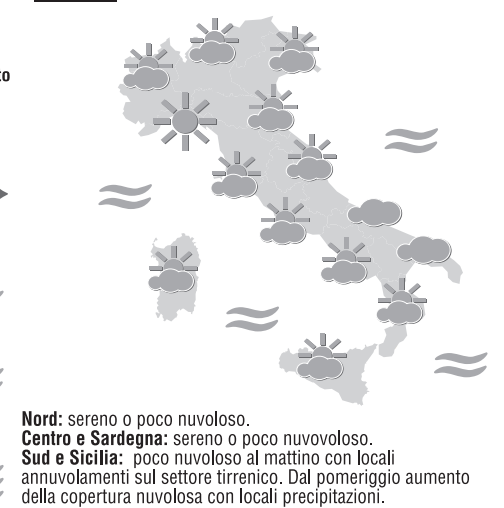 to
Nord: sereno o poco nuvoloso.
Centro e Sardegna: sereno o poco nuvovoloso.
Sud e Sicilia: poco nuvoloso al mattino con locali
annuvolamenti sul settore tirrenico. Dal pomeriggio aumento
della copertura nuvolosa con locali precipitazioni.